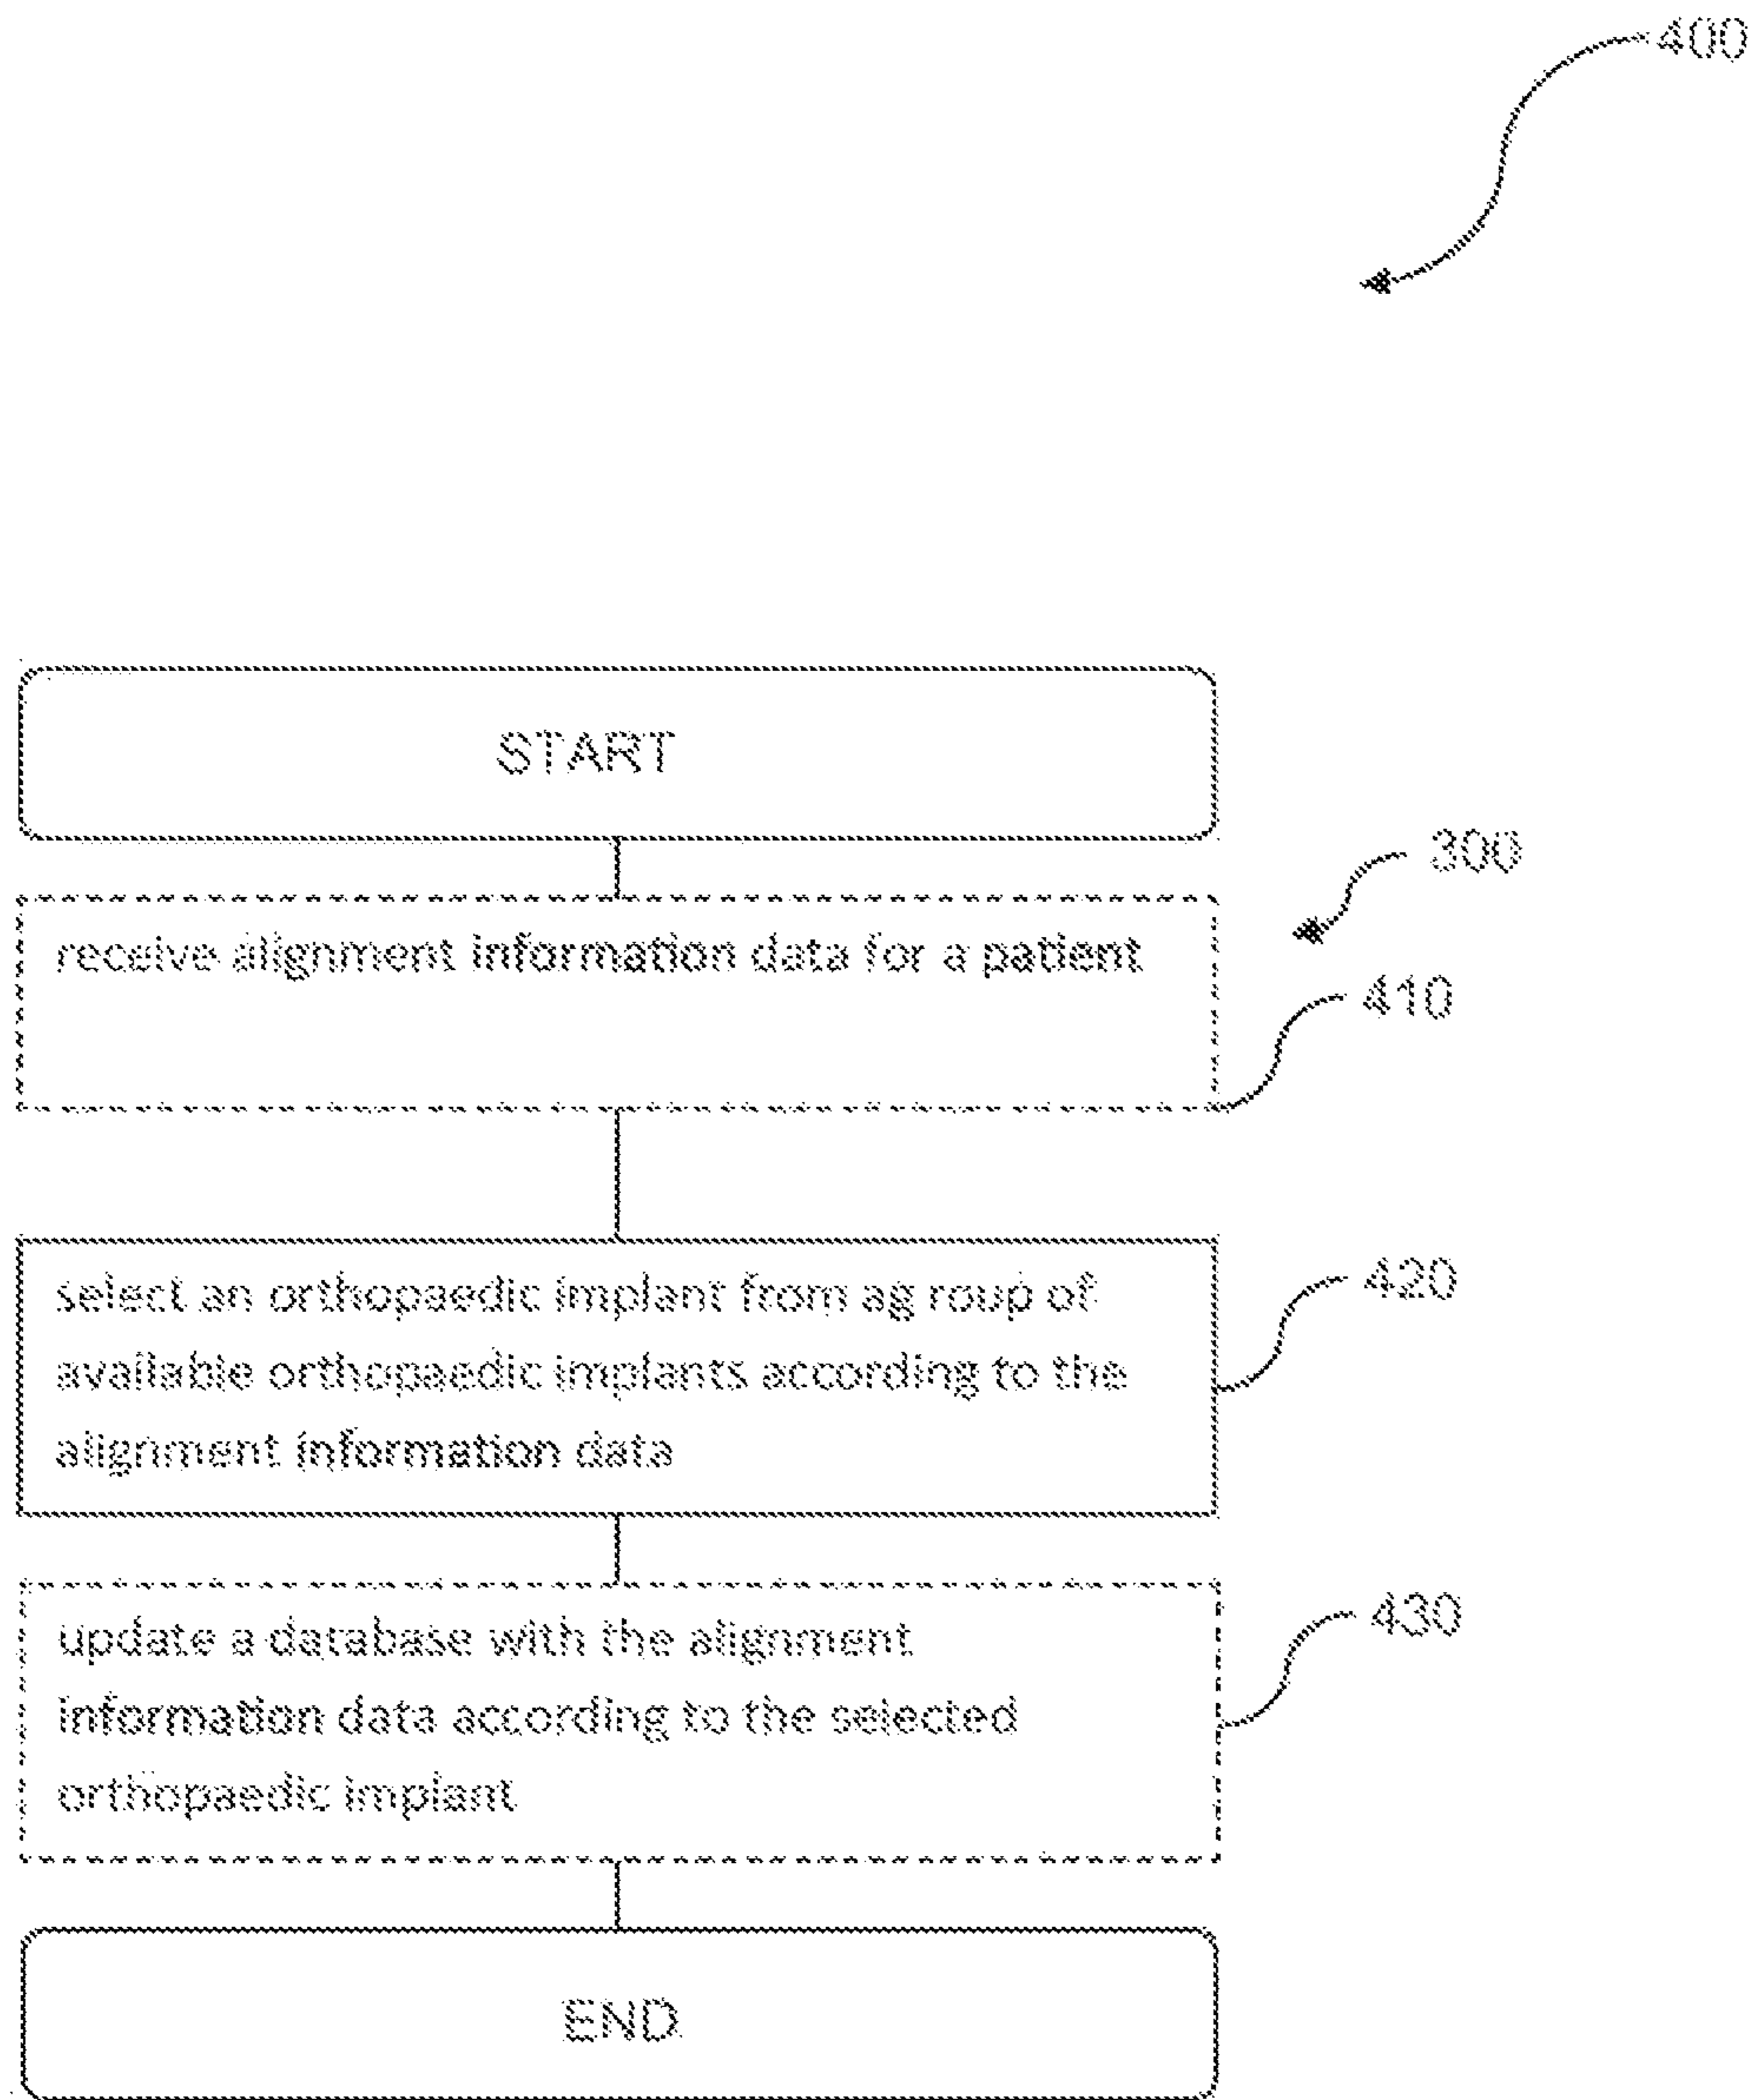 400
START
300
receive alignment information data for a patient
410
select an orthopaedic implant from ag roup of
420
available orthopaedic implants according to the
alignment information data
update a database with the alignment
430
information data according to the selected
orthopaedic implant
END